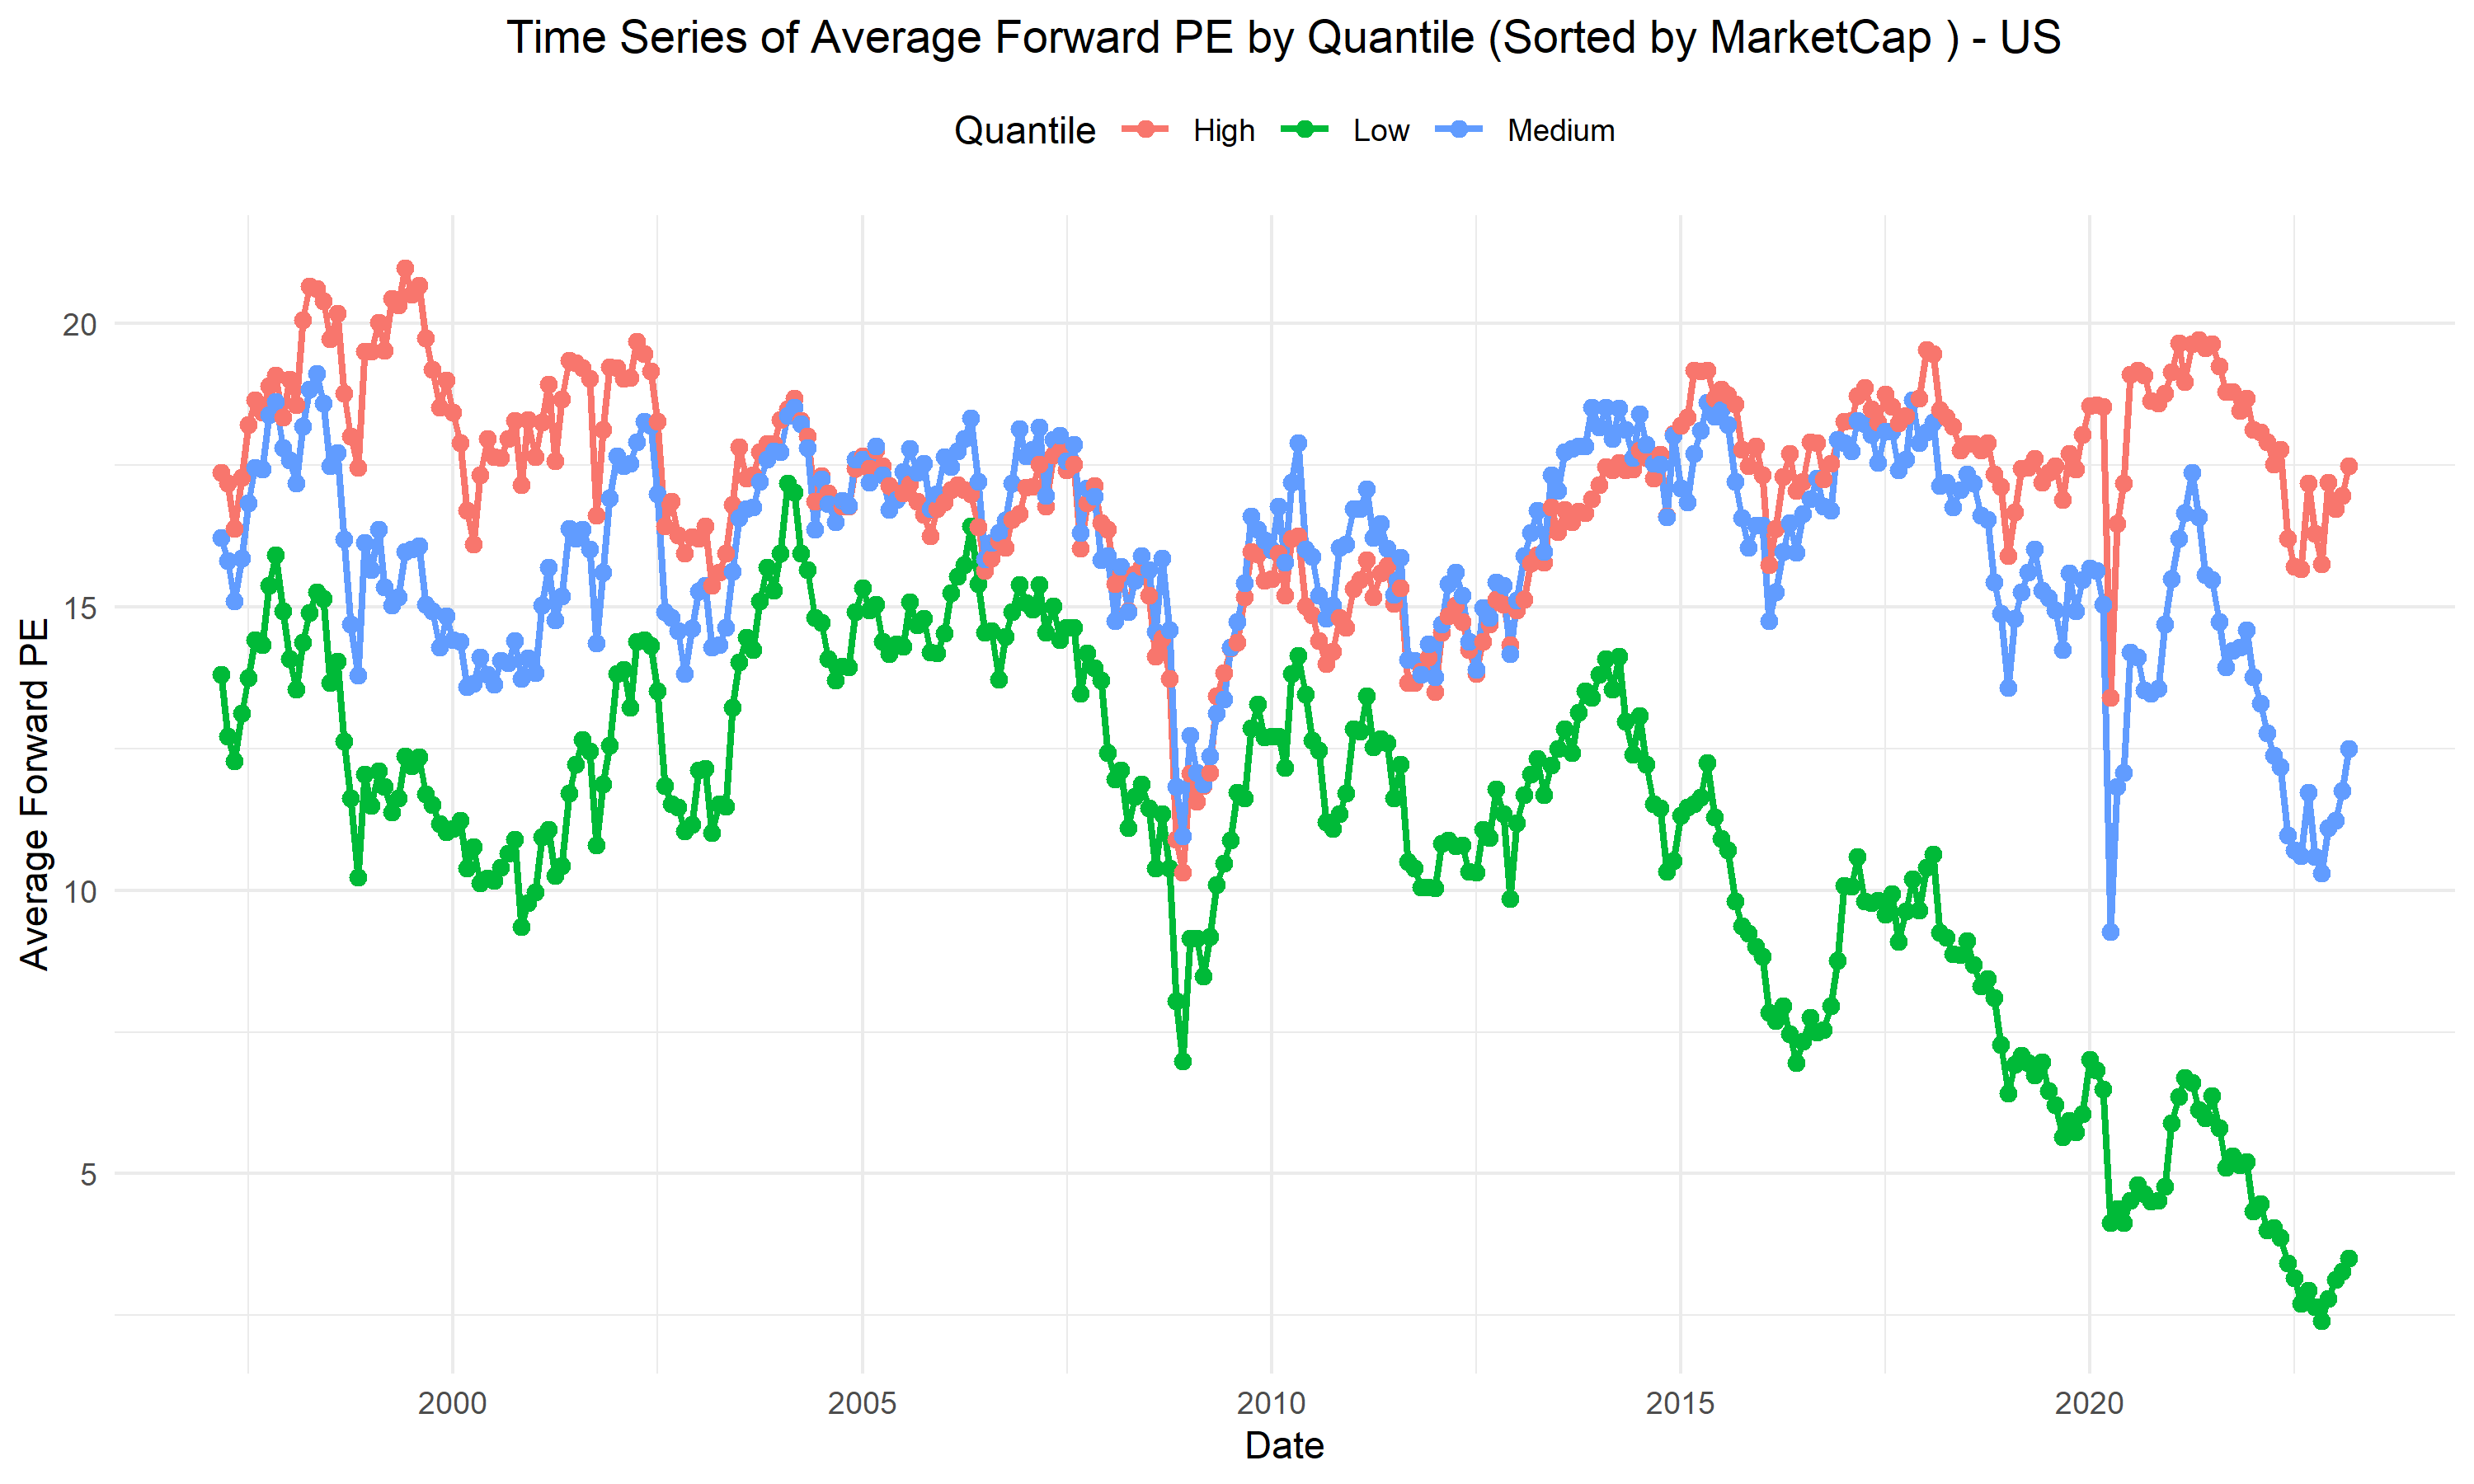 Time Series of Average Forward PE by Quantile (Sorted by MarketCap ) - US
Quantile High Low Medium
Average Forward PE
20
15
10
5
2000 2005 2010 2015 2020
Date